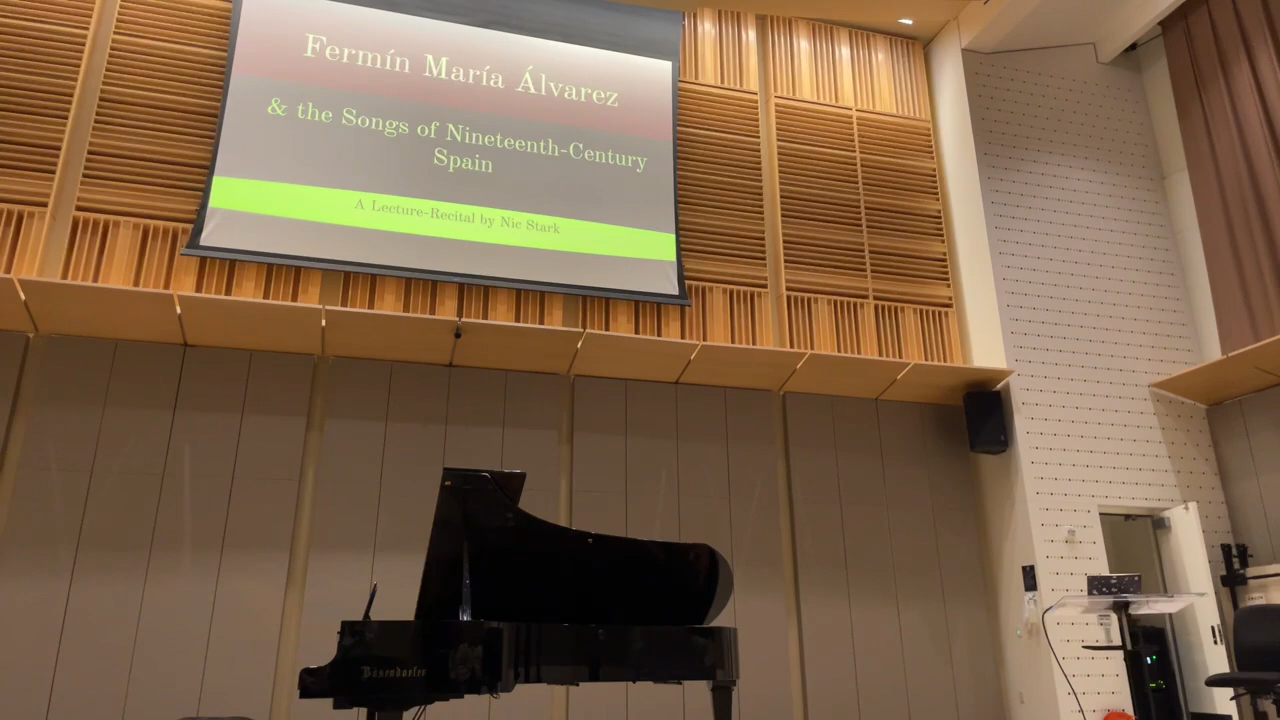 Fermín María Álvarez
& the Songs of Nineteenth-Century
Spain
A Lecture-Recital by Nic Stark
Bösendorfer